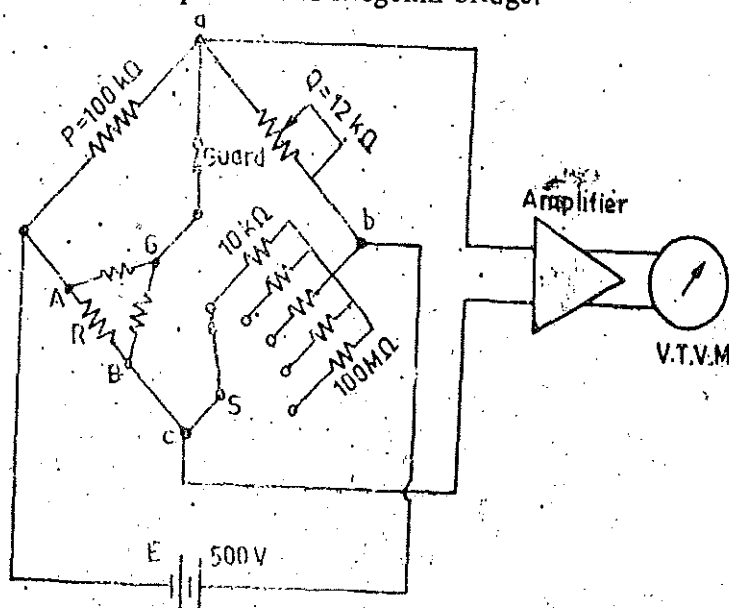 a
P=100 kΩ
Q=12 kΩ
Guard
Amplifier
b
G
10 kΩ
A
R
V.T.V.M
B
100MΩ
S
c
E 500 V